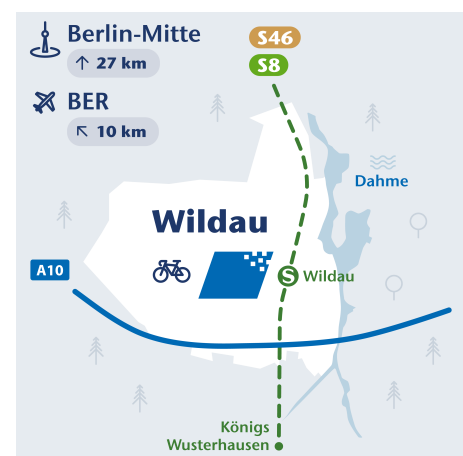 Berlin-Mitte
↑ 27 km
BER
↖ 10 km
S46
S8
Dahme
Wildau
A10
S Wildau
Königs
Wusterhausen